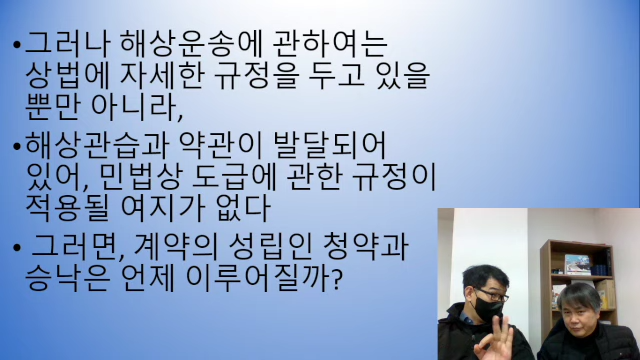 •그러나 해상운송에 관하여는
상법에 자세한 규정을 두고 있을
뿐만 아니라,
•해상관습과 약관이 발달되어
있어, 민법상 도급에 관한 규정이
적용될 여지가 없다
• 그러면, 계약의 성립인 청약과
승낙은 언제 이루어질까?